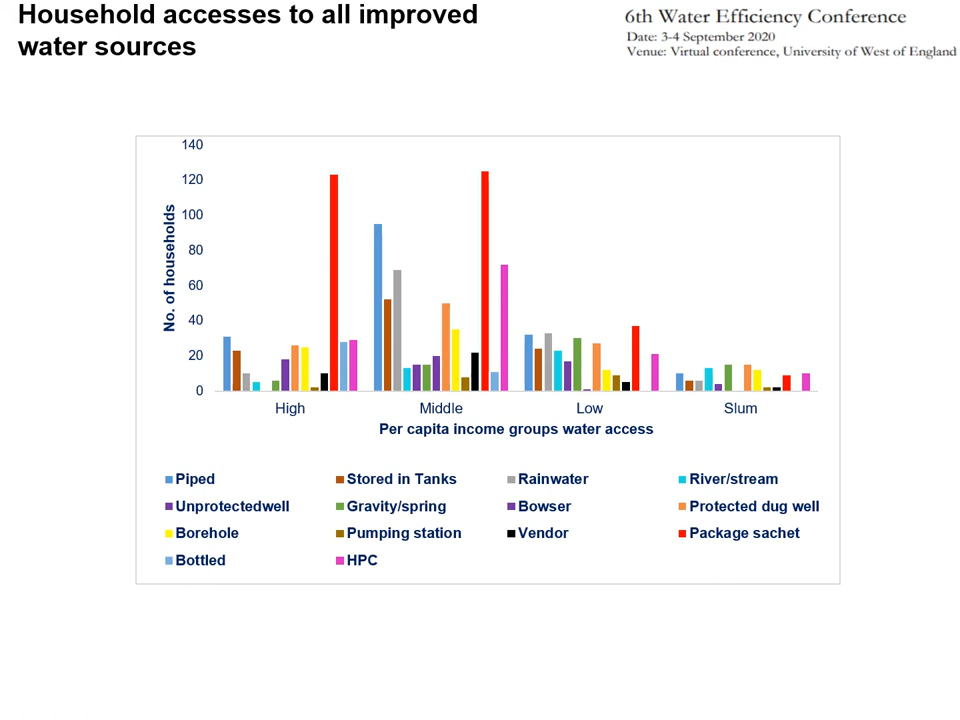 Household accesses to all improved
water sources
6th Water Efficiency Conference
Date: 3-4 September 2020
Venue: Virtual conference, University of West of England
140
120
100
80
60
40
20
0
No. of households
High Middle Low Slum
Per capita income groups water access
Piped Stored in Tanks Rainwater River/stream
Unprotectedwell Gravity/spring Bowser Protected dug well
Borehole Pumping station Vendor Package sachet
Bottled HPC